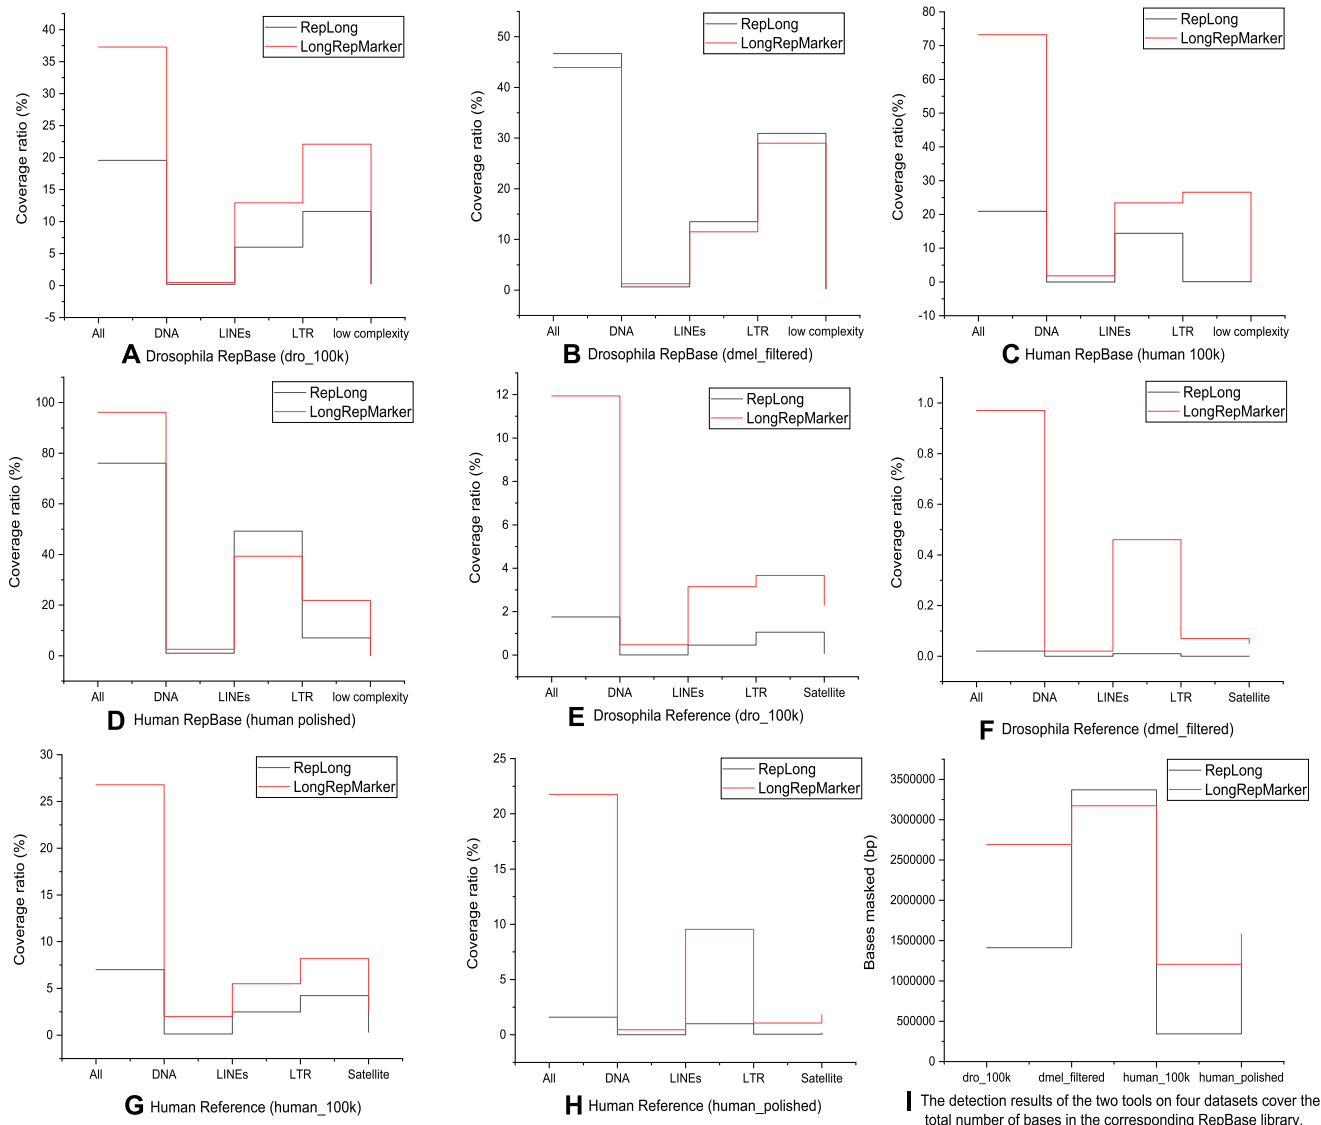 RepLong
LongRepMarker
Coverage ratio (%)
40
35
30
25
20
15
10
5
0
-5
All DNA LINEs LTR low complexity
A Drosophila RepBase (dro_100k)
RepLong
LongRepMarker
Coverage ratio (%)
50
40
30
20
10
0
All DNA LINEs LTR low complexity
B Drosophila RepBase (dmel_filtered)
RepLong
LongRepMarker
Coverage ratio(%)
80
70
60
50
40
30
20
10
0
-10
All DNA LINEs LTR low complexity
C Human RepBase (human 100k)
RepLong
LongRepMarker
Coverage ratio (%)
100
80
60
40
20
0
All DNA LINEs LTR low complexity
D Human RepBase (human polished)
RepLong
LongRepMarker
Coverage ratio (%)
12
10
8
6
4
2
0
All DNA LINEs LTR Satellite
E Drosophila Reference (dro_100k)
RepLong
LongRepMarker
Coverage ratio (%)
1.0
0.8
0.6
0.4
0.2
0.0
All DNA LINEs LTR Satellite
F Drosophila Reference (dmel_filtered)
RepLong
LongRepMarker
Coverage ratio (%)
30
25
20
15
10
5
0
All DNA LINEs LTR Satellite
G Human Reference (human_100k)
RepLong
LongRepMarker
Coverage ratio (%)
25
20
15
10
5
0
All DNA LINEs LTR Satellite
H Human Reference (human_polished)
RepLong
LongRepMarker
Bases masked (bp)
3500000
3000000
2500000
2000000
1500000
1000000
500000
0
dro_100k dmel_filtered human_100k human_polished
I The detection results of the two tools on four datasets cover the
total number of bases in the corresponding RepBase library.